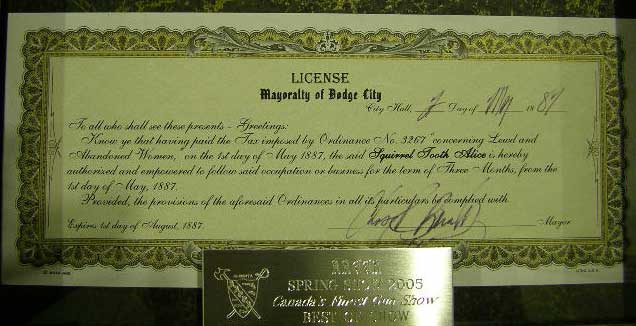 LICENSE
Mayoralty of Dodge City
City Hall, Day of 18
To all who shall see these presents - Greetings:
Know ye that having paid the Tax imposed by Ordinance No. 3267 concerning Lewd and
Abandoned Women, on the 1st day of May 1887, the said Squirrel Tooth Alice is hereby
authorized and empowered to follow said occupation or business for the term of Three Months, from the
1st day of May, 1887.
Provided, the provisions of the aforesaid Ordinances in all its particulars be complied with.
Expires 1st day of August, 1887. Mayor
SPRING SHOW 2005
Canada's Finest Gun Show
BEST OF SHOW